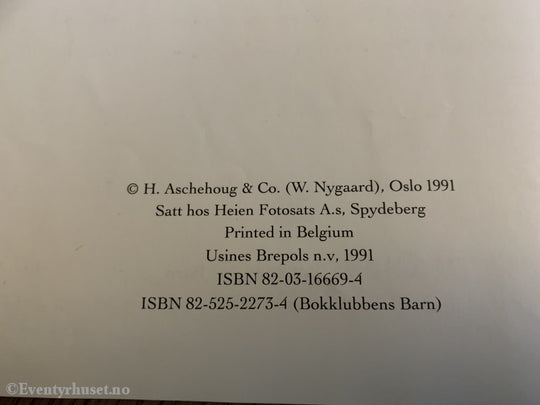 © H. Aschehoug & Co. (W. Nygaard), Oslo 1991
Satt hos Heien Fotosats A.s, Spydeberg
Printed in Belgium
Usines Brepols n.v, 1991
ISBN 82-03-16669-4
ISBN 82-525-2273-4 (Bokklubbens Barn)
©Eventyrhuset.no